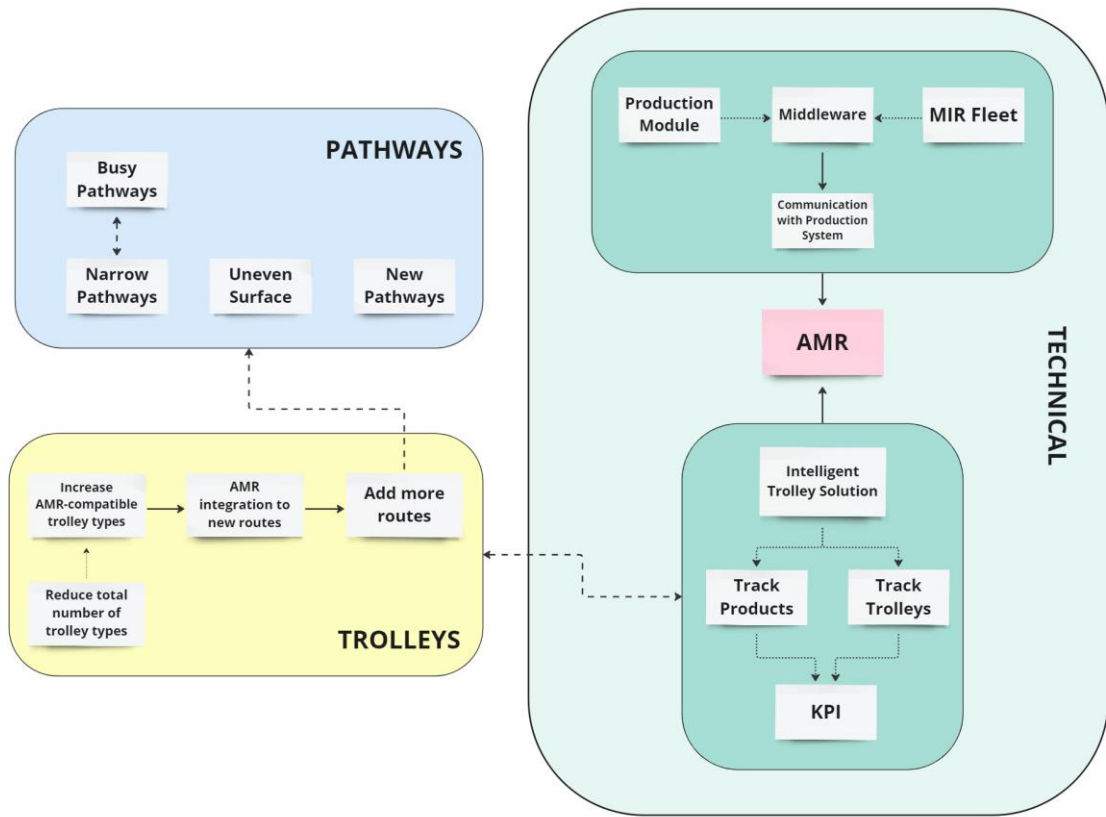 PATHWAYS
Busy
Pathways
Narrow
Pathways
Uneven
Surface
New
Pathways
Increase
AMR-compatible
trolley types
AMR
integration to
new routes
Add more
routes
Reduce total
number of
trolley types
TROLLEYS
Production
Module
Middleware
MIR Fleet
Communication
with Production
System
AMR
TECHNICAL
Intelligent
Trolley Solution
Track
Products
Track
Trolleys
KPI